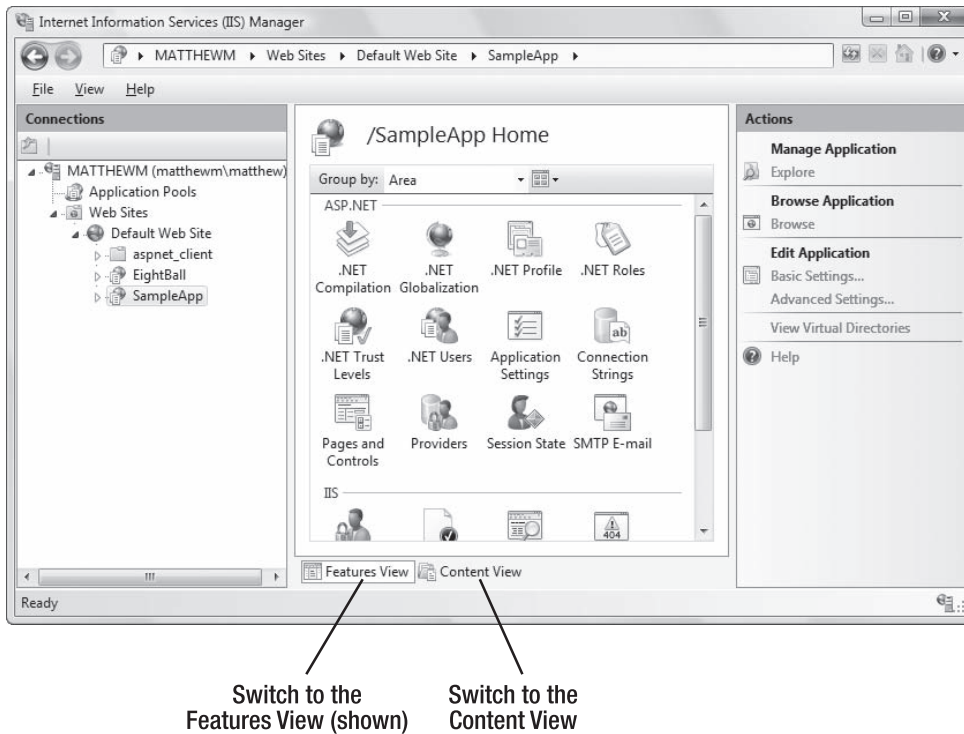 Internet Information Services (IIS) Manager
MATTHEWM
Web Sites
Default Web Site
SampleApp
File View Help
Connections
MATTHEWM (matthewm\matthew)
Application Pools
Web Sites
Default Web Site
aspnet_client
EightBall
SampleApp
/SampleApp Home
Group by: Area
ASP.NET
.NET
Compilation
.NET
Globalization
.NET Profile
.NET Roles
.NET Trust
Levels
.NET Users
Application
Settings
Connection
Strings
ab
Pages and
Controls
Providers
Session State
SMTP E-mail
IIS
404
Features View
Content View
Actions
Manage Application
Explore
Browse Application
Browse
Edit Application
Basic Settings...
Advanced Settings...
View Virtual Directories
Help
Ready
Switch to the
Features View (shown)
Switch to the
Content View